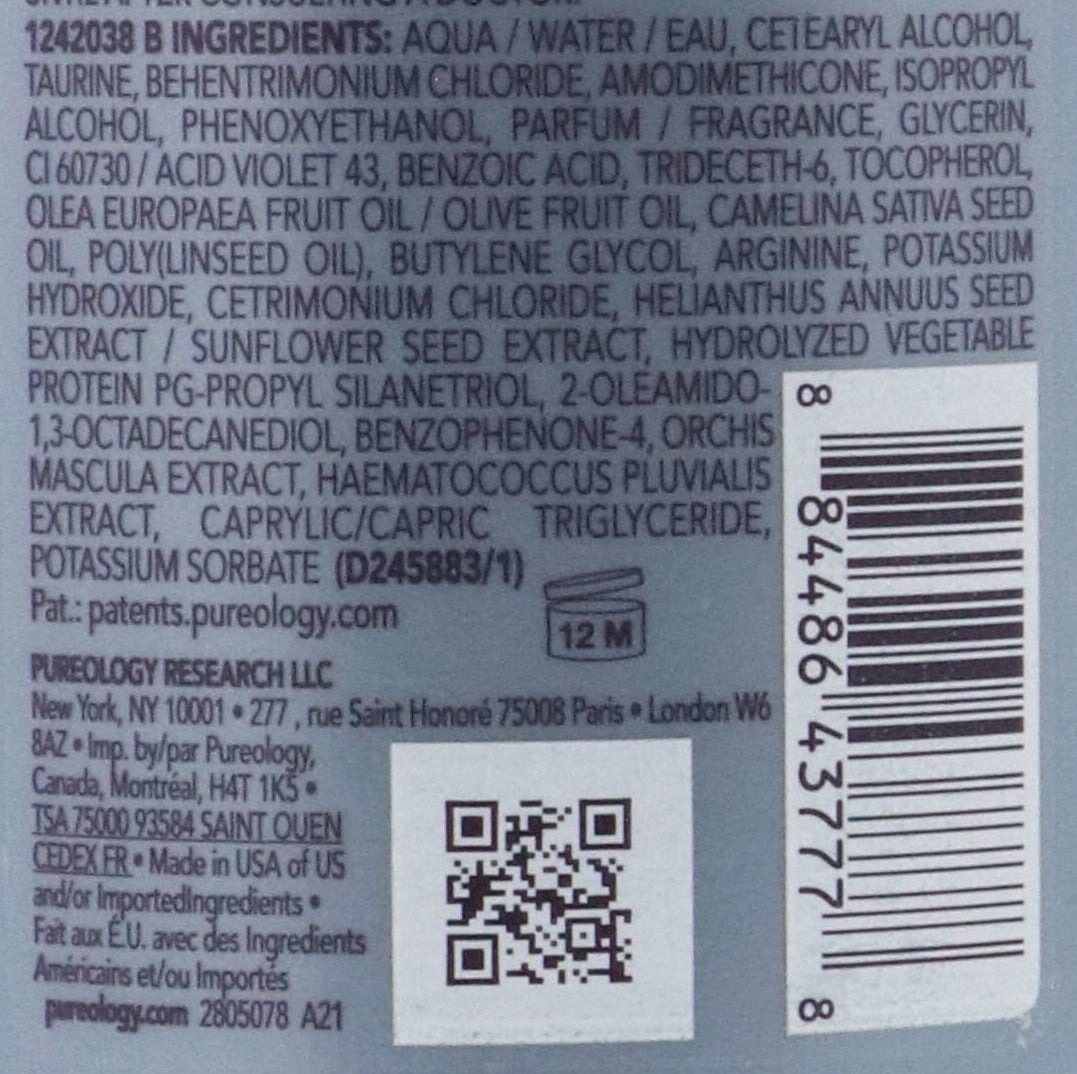 1242038 B INGREDIENTS: AQUA / WATER / EAU, CETEARYL ALCOHOL,
TAURINE, BEHENTRIMONIUM CHLORIDE, AMODIMETHICONE, ISOPROPYL
ALCOHOL, PHENOXYETHANOL, PARFUM / FRAGRANCE, GLYCERIN,
CI 60730 / ACID VIOLET 43, BENZOIC ACID, TRIDECETH-6, TOCOPHEROL,
OLEA EUROPAEA FRUIT OIL / OLIVE FRUIT OIL, CAMELINA SATIVA SEED
OIL, POLY(LINSEED OIL), BUTYLENE GLYCOL, ARGININE, POTASSIUM
HYDROXIDE, CETRIMONIUM CHLORIDE, HELIANTHUS ANNUUS SEED
EXTRACT / SUNFLOWER SEED EXTRACT, HYDROLYZED VEGETABLE
PROTEIN PG-PROPYL SILANETRIOL, 2-OLEAMIDO-
1,3-OCTADECANEDIOL, BENZOPHENONE-4, ORCHIS
MASCULA EXTRACT, HAEMATOCOCCUS PLUVIALIS
EXTRACT, CAPRYLIC/CAPRIC TRIGLYCERIDE,
POTASSIUM SORBATE (D245883/1)
Pat.: patents.pureology.com
12 M
PUREOLOGY RESEARCH LLC
New York, NY 10001 • 277 , rue Saint Honoré 75008 Paris • London W6
8AZ • Imp. by/par Pureology,
Canada, Montréal, H4T 1K5 •
TSA 75000 93584 SAINT OUEN
CEDEX FR • Made in USA of US
and/or ImportedIngredients •
Fait aux É.U. avec des Ingredients
Américains et/ou Importés
pureology.com 2805078 A21
8 84486 43777 8